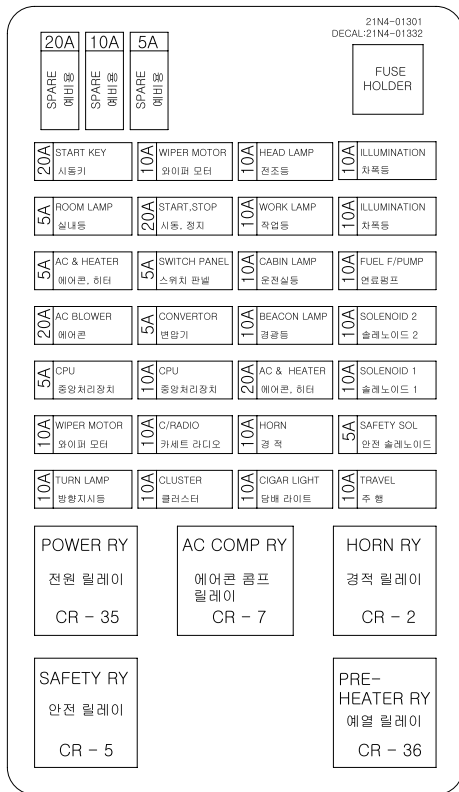 21N4-01301
DECAL:21N4-01332
20A 10A 5A
SPARE 예비용
SPARE 예비용
SPARE 예비용
FUSE
HOLDER
20A START KEY
시동키
10A WIPER MOTOR
와이퍼 모터
10A HEAD LAMP
전조등
10A ILLUMINATION
차폭등
5A ROOM LAMP
실내등
20A START,STOP
시동, 정지
10A WORK LAMP
작업등
10A ILLUMINATION
차폭등
5A AC & HEATER
에어콘, 히터
5A SWITCH PANEL
스위치 판넬
10A CABIN LAMP
운전실등
10A FUEL F/PUMP
연료펌프
20A AC BLOWER
에어콘
5A CONVERTOR
변압기
10A BEACON LAMP
경광등
10A SOLENOID 2
솔레노이드 2
5A CPU
중앙처리장치
10A CPU
중앙처리장치
20A AC & HEATER
에어콘, 히터
10A SOLENOID 1
솔레노이드 1
10A WIPER MOTOR
와이퍼 모터
10A C/RADIO
카세트 라디오
10A HORN
경 적
5A SAFETY SOL
안전 솔레노이드
10A TURN LAMP
방향지시등
10A CLUSTER
클러스터
10A CIGAR LIGHT
담배 라이트
10A TRAVEL
주 행
POWER RY
전원 릴레이
CR - 35
AC COMP RY
에어콘 콤프
릴레이
CR - 7
HORN RY
경적 릴레이
CR - 2
SAFETY RY
안전 릴레이
CR - 5
PRE-
HEATER RY
예열 릴레이
CR - 36